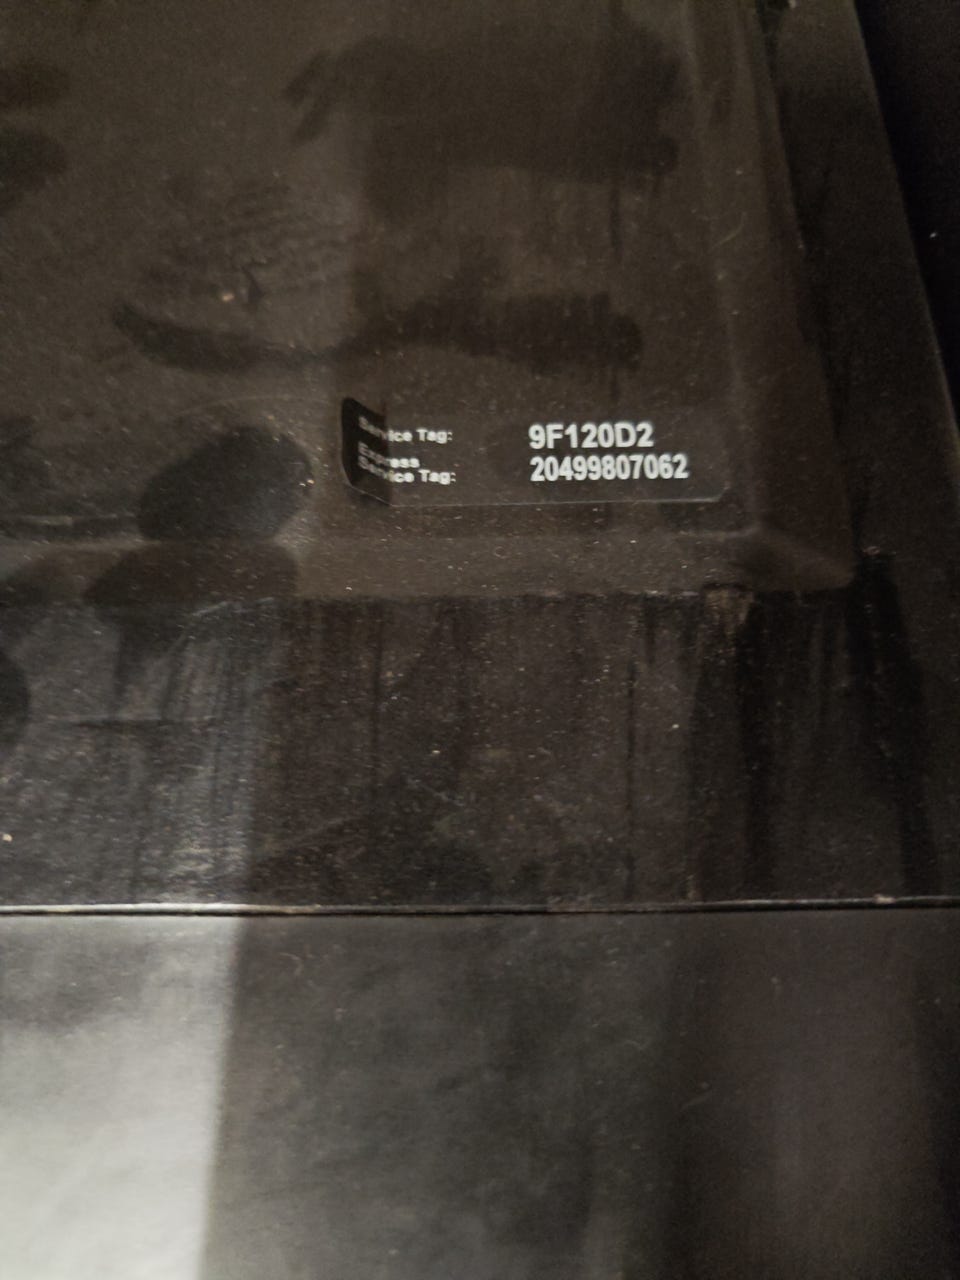 Service Tag: 9F120D2
Express
Service Tag: 20499807062